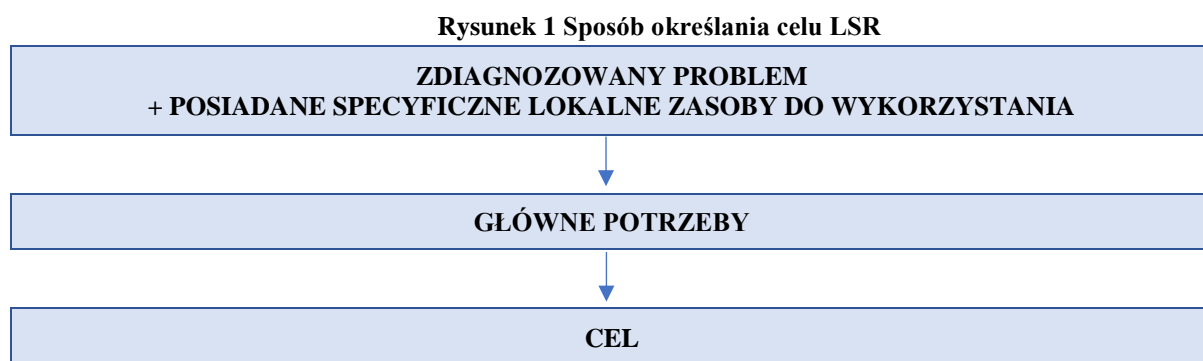 Rysunek 1 Sposób określania celu LSR
ZDIAGNOZOWANY PROBLEM
+ POSIADANE SPECYFICZNE LOKALNE ZASOBY DO WYKORZYSTANIA
GŁÓWNE POTRZEBY
CEL